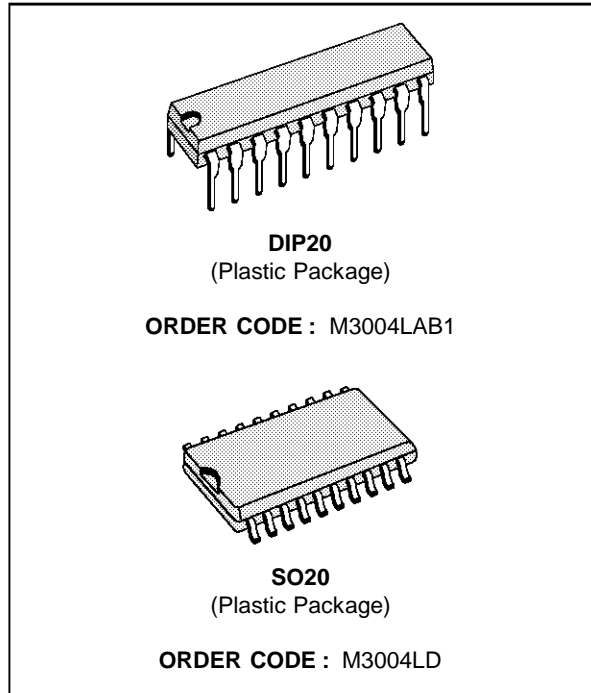 DIP20
(Plastic Package)
ORDER CODE : M3004LAB1
SO20
(Plastic Package)
ORDER CODE : M3004LD